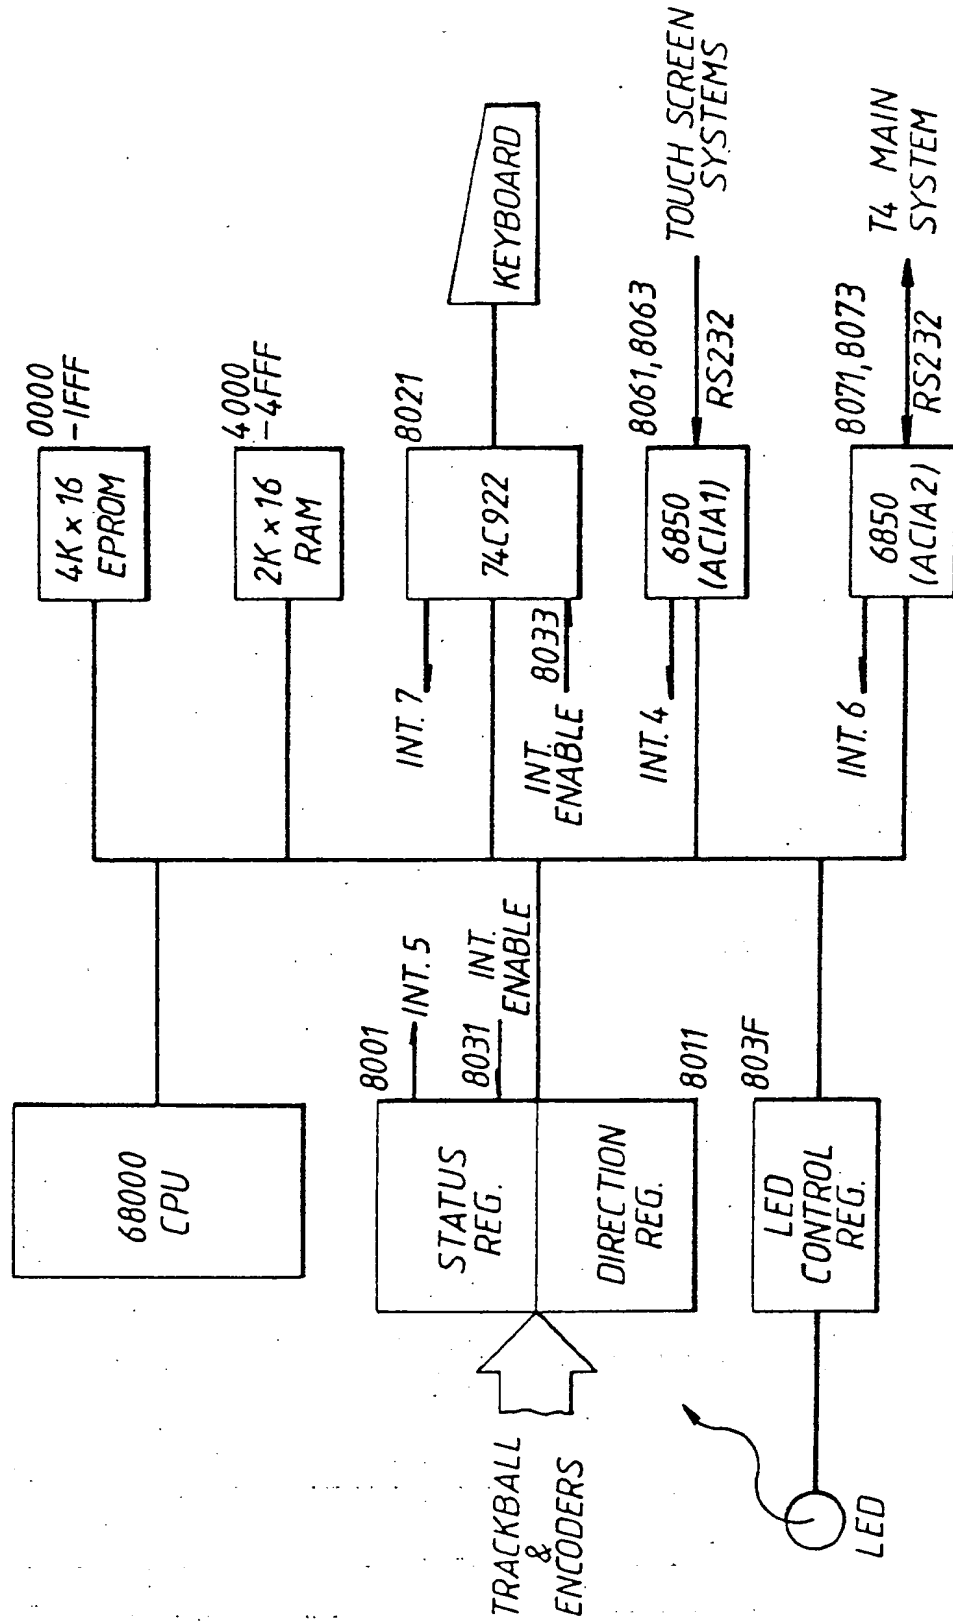 68000
CPU
0000
-1FFF
4K x 16
EPROM
4000
-4FFF
2K x 16
RAM
8001
INT. 5
8031
INT.
ENABLE
STATUS
REG.
DIRECTION
REG.
8011
TRACKBALL
&
ENCODERS
INT. 7
8021
74C922
KEYBOARD
INT.
ENABLE
8033
INT. 4
6850
(ACIA1)
8061,8063
RS232
TOUCH SCREEN
SYSTEMS
803F
LED
CONTROL
REG.
LED
INT. 6
6850
(ACIA2)
8071,8073
RS232
T4 MAIN
SYSTEM